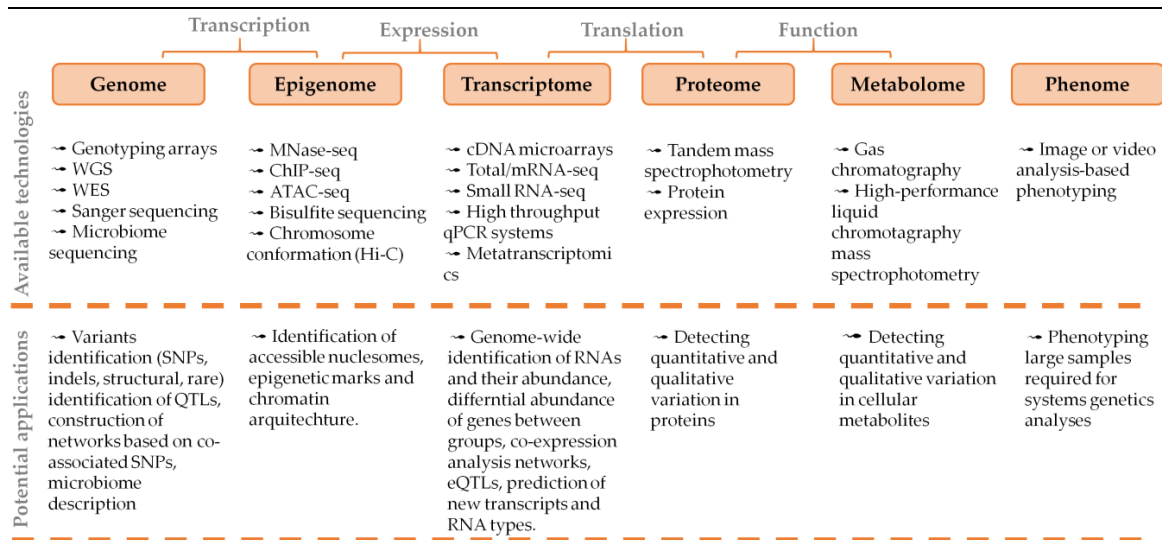 Transcription
Expression
Translation
Function
Genome
Epigenome
Transcriptome
Proteome
Metabolome
Phenome
Available technologies
Genotyping arrays
WGS
WES
Sanger sequencing
Microbiome
sequencing
MNase-seq
ChIP-seq
ATAC-seq
Bisulfite sequencing
Chromosome
conformation (Hi-C)
cDNA microarrays
Total/mRNA-seq
Small RNA-seq
High throughput
qPCR systems
Metatranscriptomi
cs
Tandem mass
spectrophotometry
Protein
expression
Gas
chromatography
High-performance
liquid
chromotagraphy
mass
spectrophotometry
Image or video
analysis-based
phenotyping
Potential applications
Variants
identification (SNPs,
indels, structural, rare)
identification of QTLs,
construction of
networks based on co-
associated SNPs,
microbiome
description
Identification of
accessible nuclesomes,
epigenetic marks and
chromatin
arquitechture.
Genome-wide
identification of RNAs
and their abundance,
differntial abundance
of genes between
groups, co-expression
analysis networks,
eQTLs, prediction of
new transcripts and
RNA types.
Detecting
quantitative and
qualitative
variation in
proteins
Detecting
quantitative and
qualitative variation
in cellular
metabolites
Phenotyping
large samples
required for
systems genetics
analyses